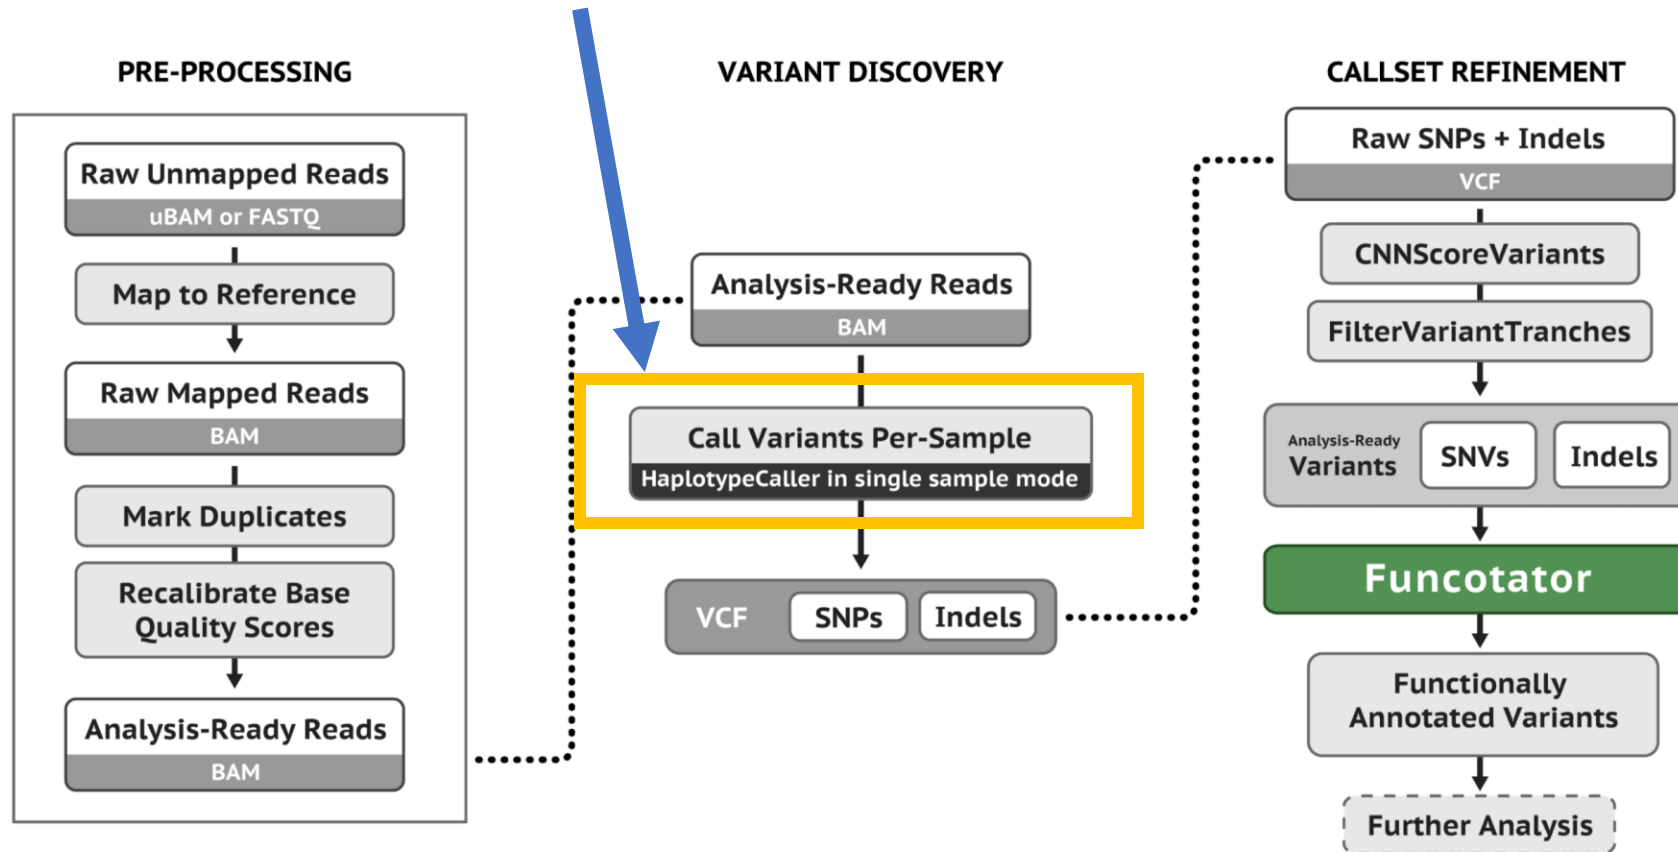 PRE-PROCESSING
Raw Unmapped Reads
uBAM or FASTQ
Map to Reference
Raw Mapped Reads
BAM
Mark Duplicates
Recalibrate Base
Quality Scores
Analysis-Ready Reads
BAM
VARIANT DISCOVERY
Analysis-Ready Reads
BAM
Call Variants Per-Sample
HaplotypeCaller in single sample mode
VCF SNPs Indels
CALLSET REFINEMENT
Raw SNPs + Indels
VCF
CNNScoreVariants
FilterVariantTranches
Analysis-Ready
Variants SNVs Indels
Funcotator
Functionally
Annotated Variants
Further Analysis